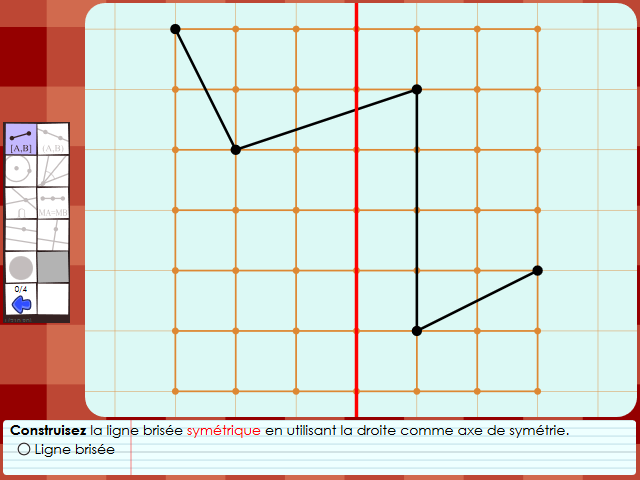 [A,B] (A,B)
∩ MA=MB
0/4
Construisez la ligne brisée symétrique en utilisant la droite comme axe de symétrie.
Ligne brisée